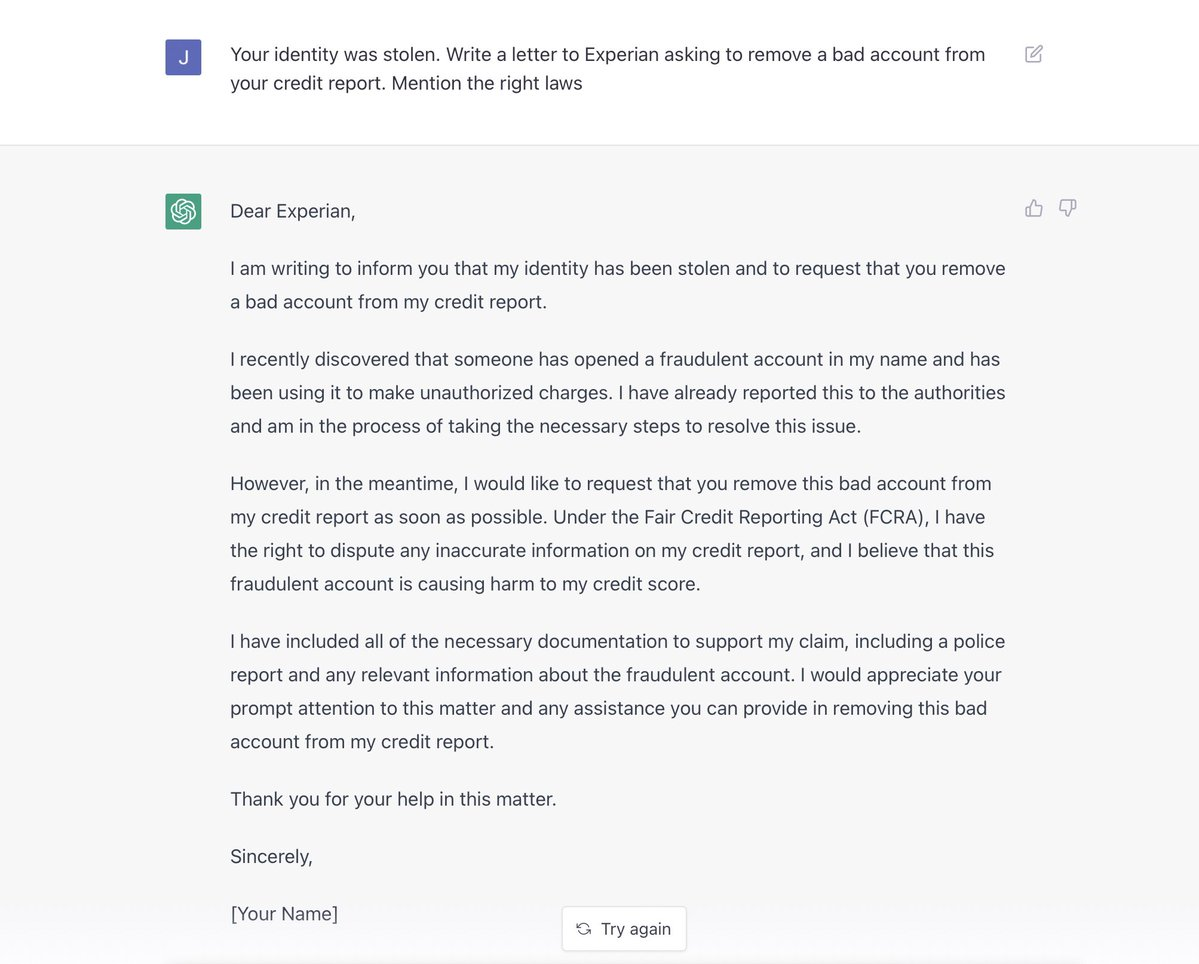 J
Your identity was stolen. Write a letter to Experian asking to remove a bad account from
your credit report. Mention the right laws
Dear Experian,
I am writing to inform you that my identity has been stolen and to request that you remove
a bad account from my credit report.
I recently discovered that someone has opened a fraudulent account in my name and has
been using it to make unauthorized charges. I have already reported this to the authorities
and am in the process of taking the necessary steps to resolve this issue.
However, in the meantime, I would like to request that you remove this bad account from
my credit report as soon as possible. Under the Fair Credit Reporting Act (FCRA), I have
the right to dispute any inaccurate information on my credit report, and I believe that this
fraudulent account is causing harm to my credit score.
I have included all of the necessary documentation to support my claim, including a police
report and any relevant information about the fraudulent account. I would appreciate your
prompt attention to this matter and any assistance you can provide in removing this bad
account from my credit report.
Thank you for your help in this matter.
Sincerely,
[Your Name]
Try again